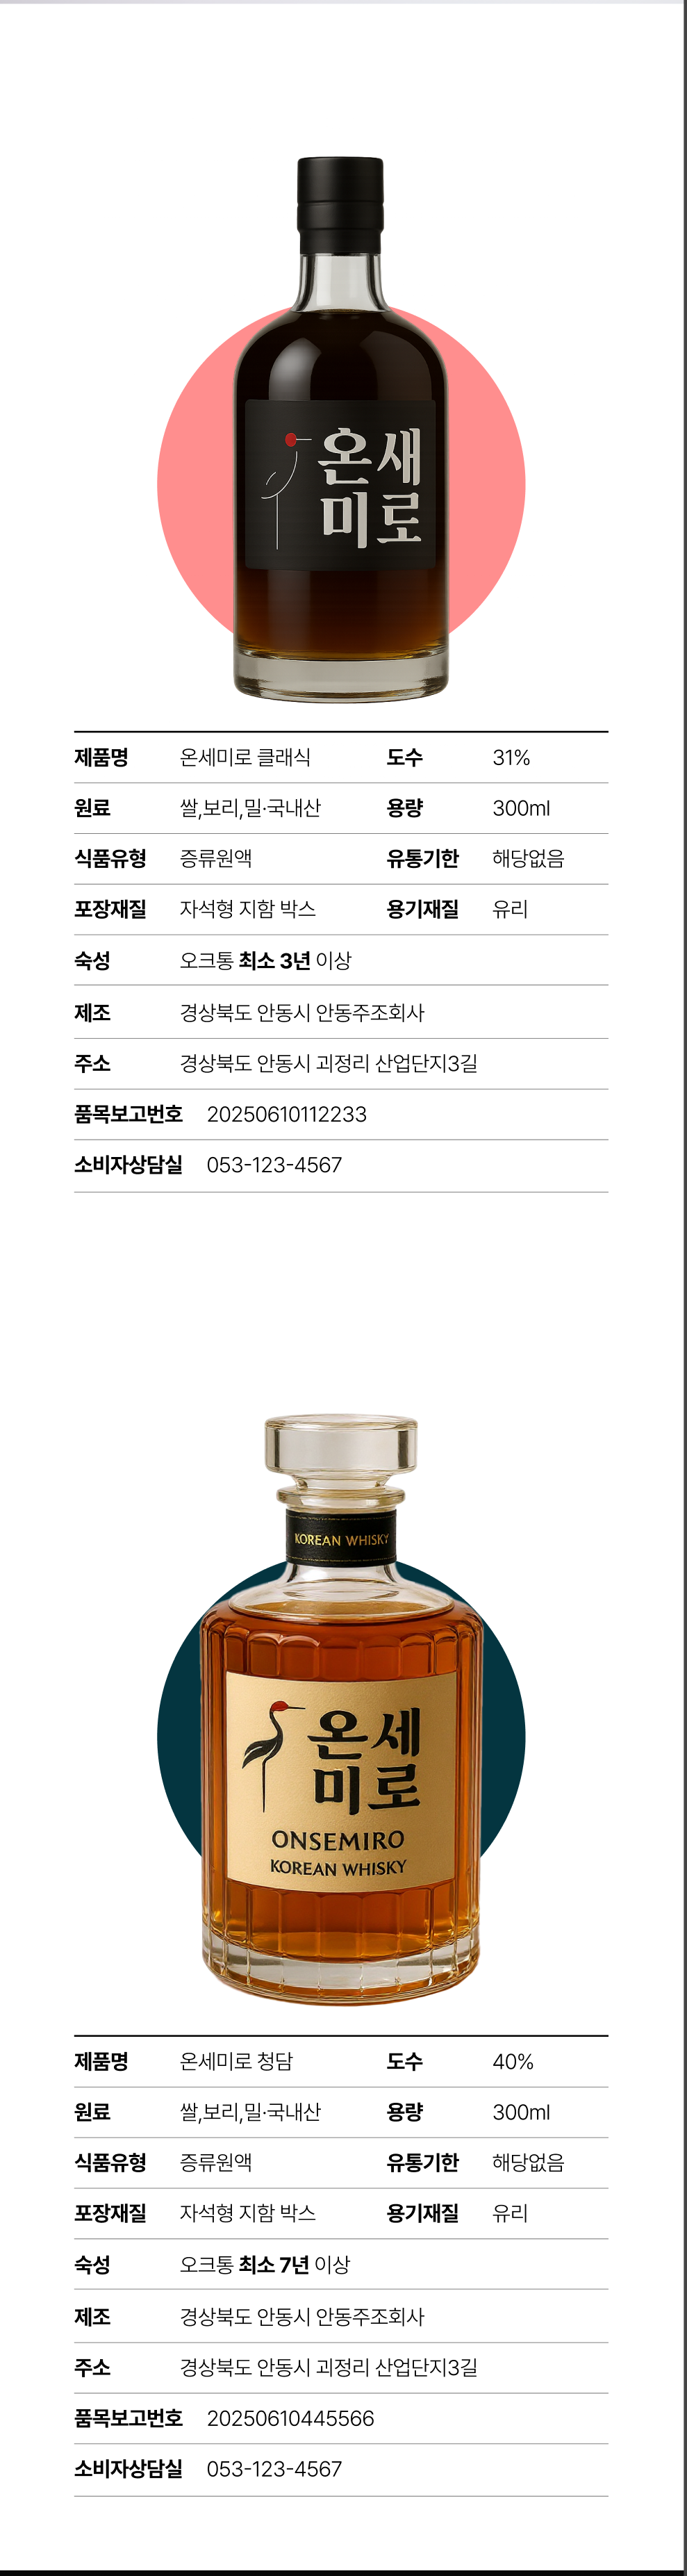 온새
미로
제품명 온세미로 클래식 도수 31%
원료 쌀,보리,밀·국내산 용량 300ml
식품유형 증류원액 유통기한 해당없음
포장재질 자석형 지함 박스 용기재질 유리
숙성 오크통 최소 3년 이상
제조 경상북도 안동시 안동주조회사
주소 경상북도 안동시 괴정리 산업단지3길
품목보고번호 20250610112233
소비자상담실 053-123-4567
KOREAN WHISKY
온세
미로
ONSEMIRO
KOREAN WHISKY
제품명 온세미로 청담 도수 40%
원료 쌀,보리,밀·국내산 용량 300ml
식품유형 증류원액 유통기한 해당없음
포장재질 자석형 지함 박스 용기재질 유리
숙성 오크통 최소 7년 이상
제조 경상북도 안동시 안동주조회사
주소 경상북도 안동시 괴정리 산업단지3길
품목보고번호 20250610445566
소비자상담실 053-123-4567